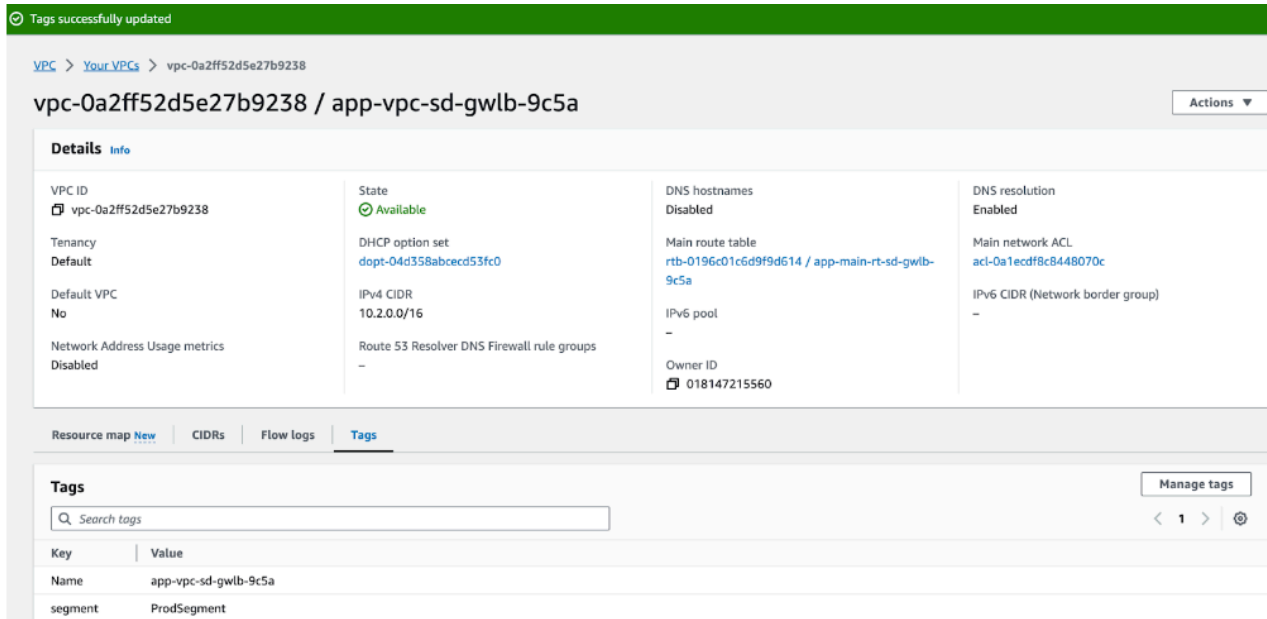 Tags successfully updated
VPC > Your VPCs > vpc-0a2ff52d5e27b9238
vpc-0a2ff52d5e27b9238 / app-vpc-sd-gwlb-9c5a
Actions ▼
Details Info
VPC ID
vpc-0a2ff52d5e27b9238
State
Available
DNS hostnames
Disabled
DNS resolution
Enabled
Tenancy
Default
DHCP option set
dopt-04d358abcecd53fc0
Main route table
rtb-0196c01c6d9f9d614 / app-main-rt-sd-gwlb-
9c5a
Main network ACL
acl-0a1ecdf8c8448070c
Default VPC
No
IPv4 CIDR
10.2.0.0/16
IPv6 pool
–
IPv6 CIDR (Network border group)
–
Network Address Usage metrics
Disabled
Route 53 Resolver DNS Firewall rule groups
–
Owner ID
018147215560
Resource map New
CIDRs
Flow logs
Tags
Tags
Manage tags
Search tags
< 1 >
Key
Value
Name
app-vpc-sd-gwlb-9c5a
segment
ProdSegment